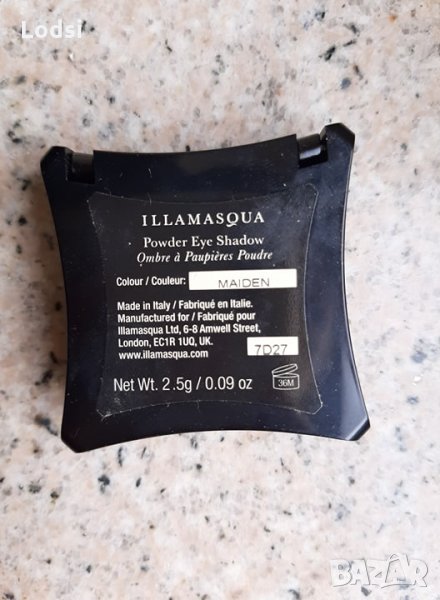 Lodsi
ILLAMASQUA
Powder Eye Shadow
Ombre à Paupières Poudre
Colour / Couleur: MAIDEN
Made in Italy / Fabriqué en Italie.
Manufactured for / Fabriqué pour
Illamasqua Ltd, 6-8 Amwell Street,
London, EC1R 1UQ, UK.
www.illamasqua.com
7D27
Net Wt. 2.5g / 0.09 oz
36M
BAZAR